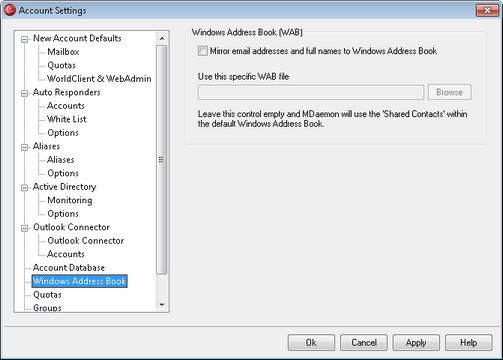 Account Settings
New Account Defaults
Mailbox
Quotas
WorldClient & WebAdmin
Auto Responders
Accounts
White List
Options
Aliases
Aliases
Options
Active Directory
Monitoring
Options
Outlook Connector
Outlook Connector
Accounts
Account Database
Windows Address Book
Quotas
Groups
Windows Address Book (WAB)
Mirror email addresses and full names to Windows Address Book
Use this specific WAB file
Browse
Leave this control empty and MDaemon will use the 'Shared Contacts' within
the default Windows Address Book.
Ok
Cancel
Apply
Help